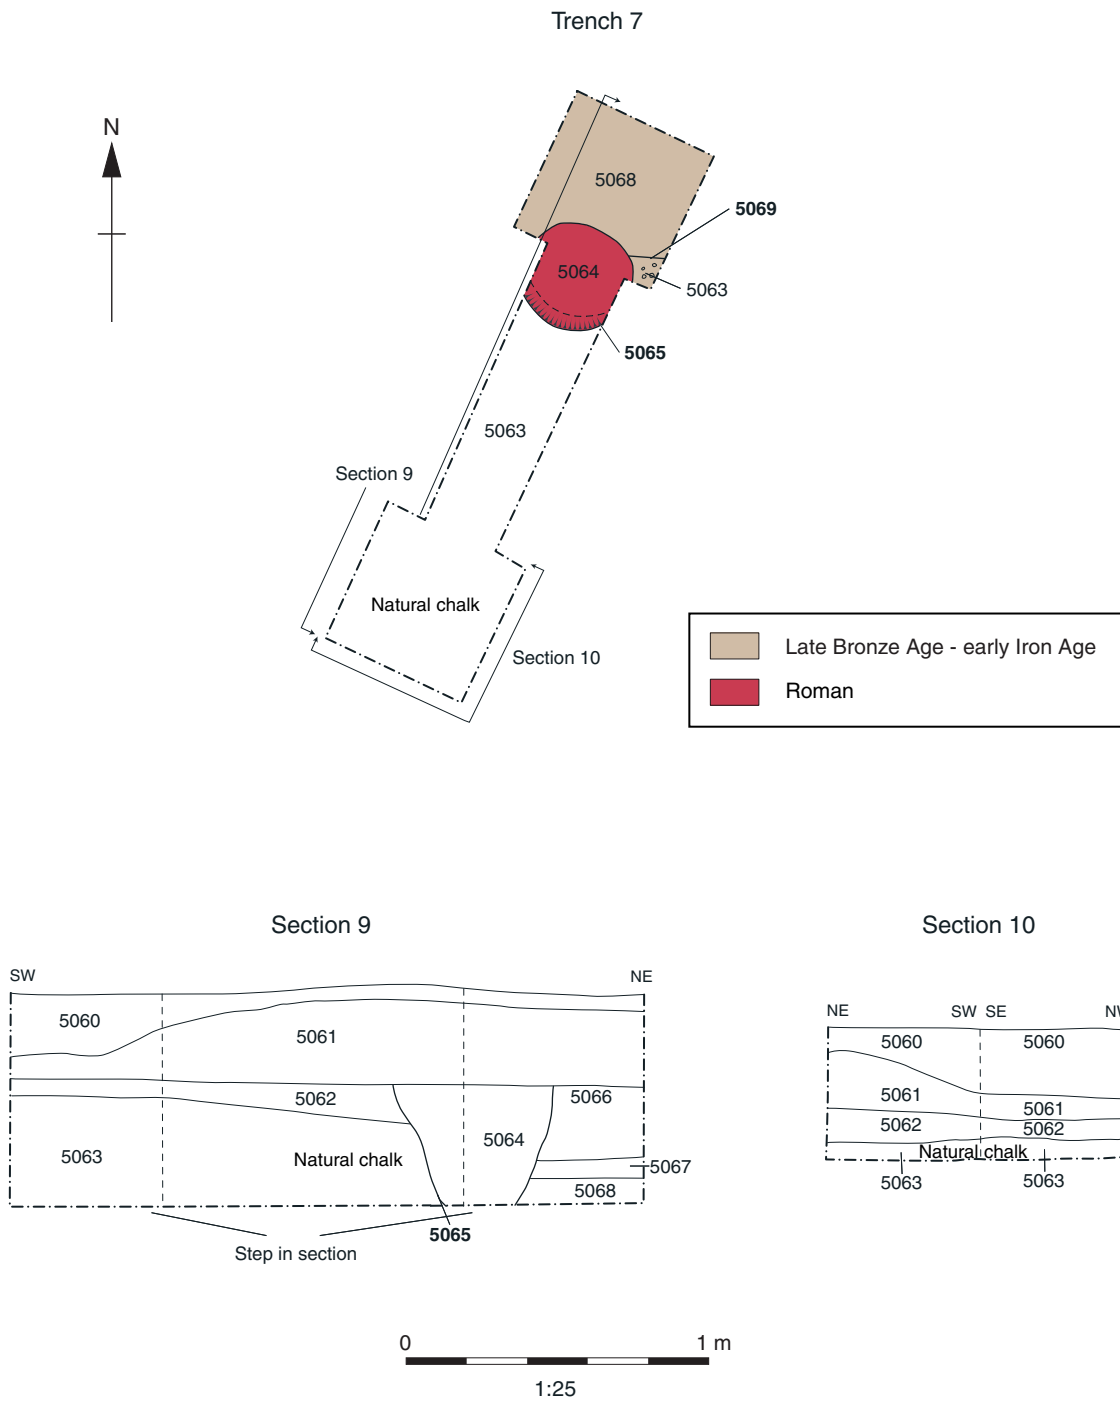 Trench 7
N
5068
5069
5064
5063
5065
5063
Section 9
Natural chalk
Section 10
Late Bronze Age - early Iron Age
Roman
Section 9
Section 10
SW
NE
5060
5061
5062
5066
5063
Natural chalk
5064
5067
5068
5065
Step in section
NE
SW
SE
5060
5060
5061
5061
5062
5062
Natural chalk
5063
5063
0
1 m
1:25